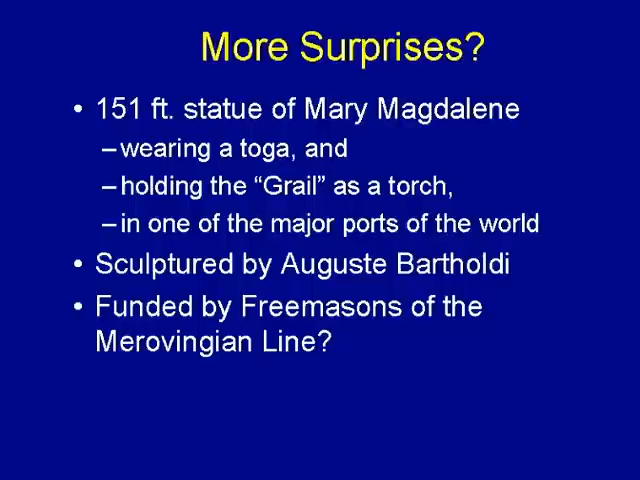 More Surprises?
• 151 ft. statue of Mary Magdalene
– wearing a toga, and
– holding the “Grail” as a torch,
– in one of the major ports of the world
• Sculptured by Auguste Bartholdi
• Funded by Freemasons of the
Merovingian Line?